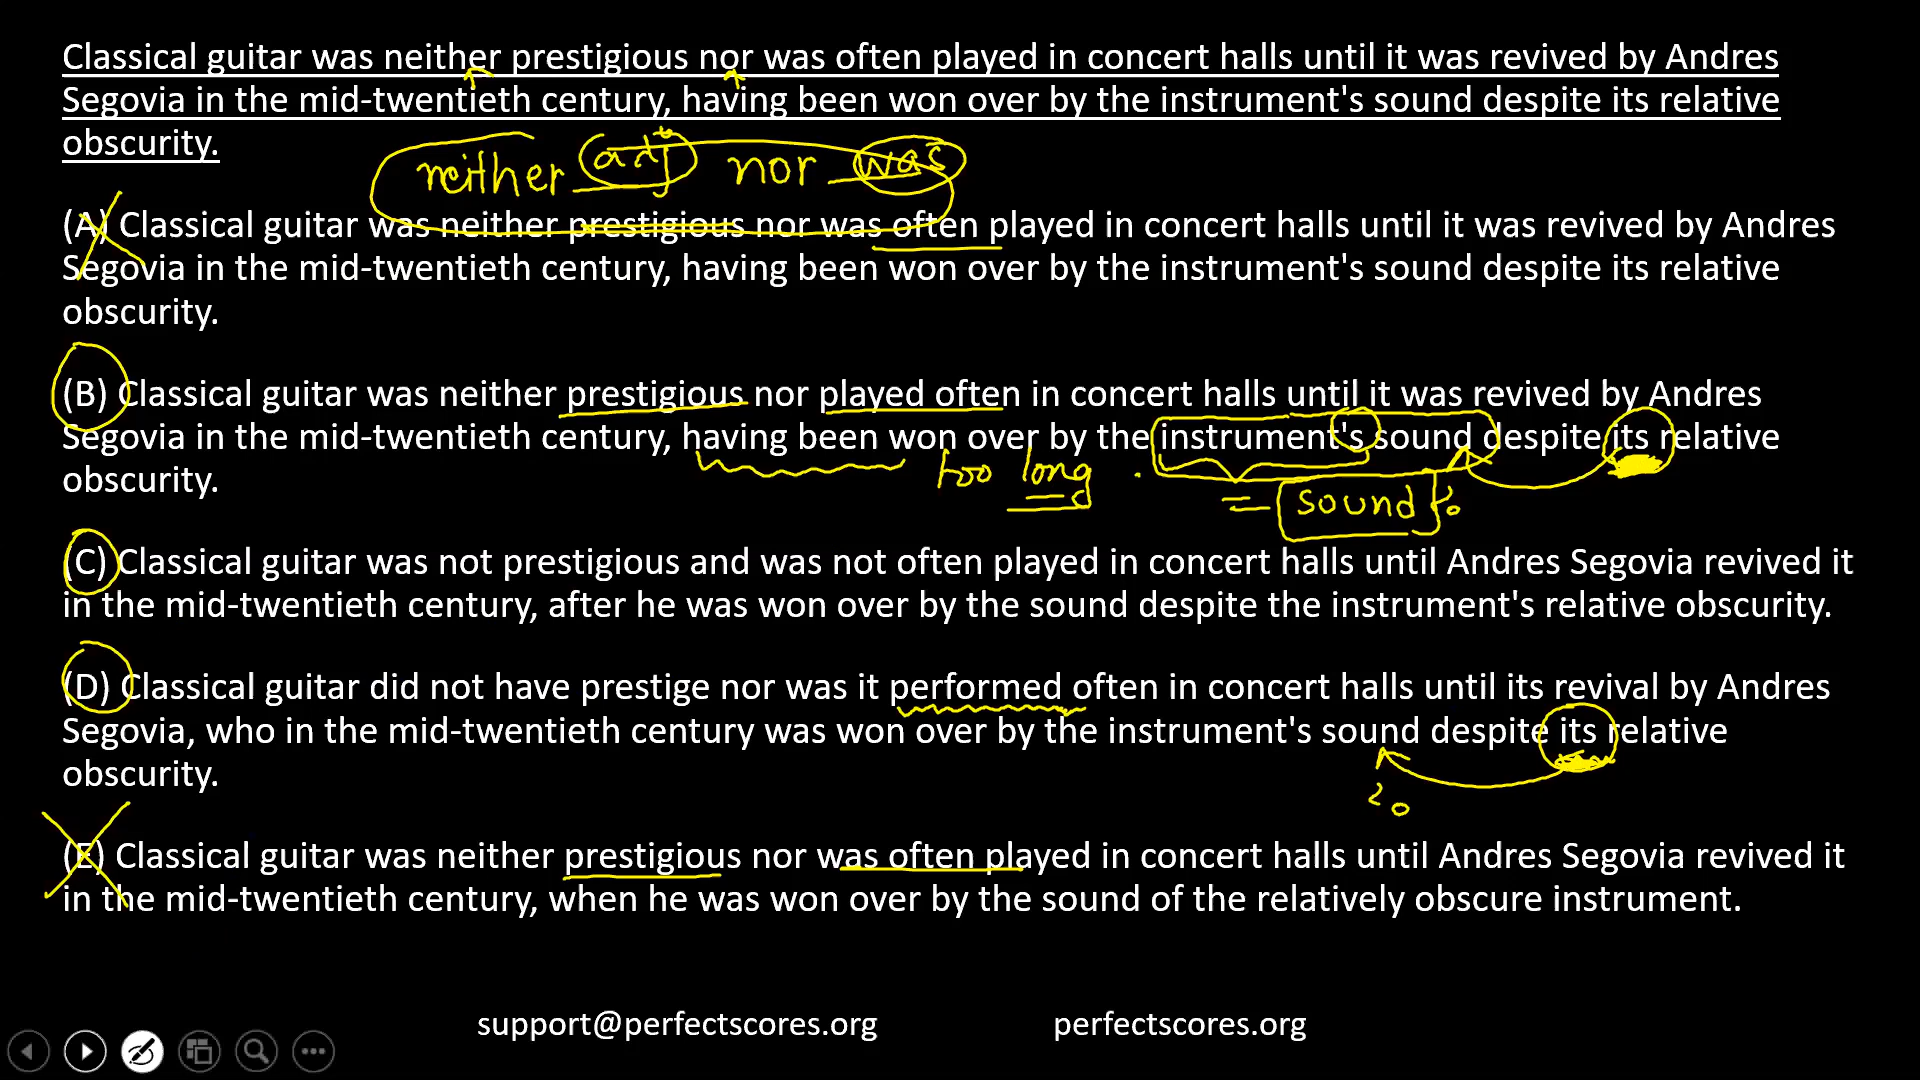 Classical guitar was neither prestigious nor was often played in concert halls until it was revived by Andres
Segovia in the mid-twentieth century, having been won over by the instrument's sound despite its relative
obscurity.
neither adj nor was
(A) Classical guitar was neither prestigious nor was often played in concert halls until it was revived by Andres
Segovia in the mid-twentieth century, having been won over by the instrument's sound despite its relative
obscurity.
(B) Classical guitar was neither prestigious nor played often in concert halls until it was revived by Andres
Segovia in the mid-twentieth century, having been won over by the instrument's sound despite its relative
obscurity.
too long
= sound
(C) Classical guitar was not prestigious and was not often played in concert halls until Andres Segovia revived it
in the mid-twentieth century, after he was won over by the sound despite the instrument's relative obscurity.
(D) Classical guitar did not have prestige nor was it performed often in concert halls until its revival by Andres
Segovia, who in the mid-twentieth century was won over by the instrument's sound despite its relative
obscurity.
(E) Classical guitar was neither prestigious nor was often played in concert halls until Andres Segovia revived it
in the mid-twentieth century, when he was won over by the sound of the relatively obscure instrument.
support@perfectscores.org perfectscores.org